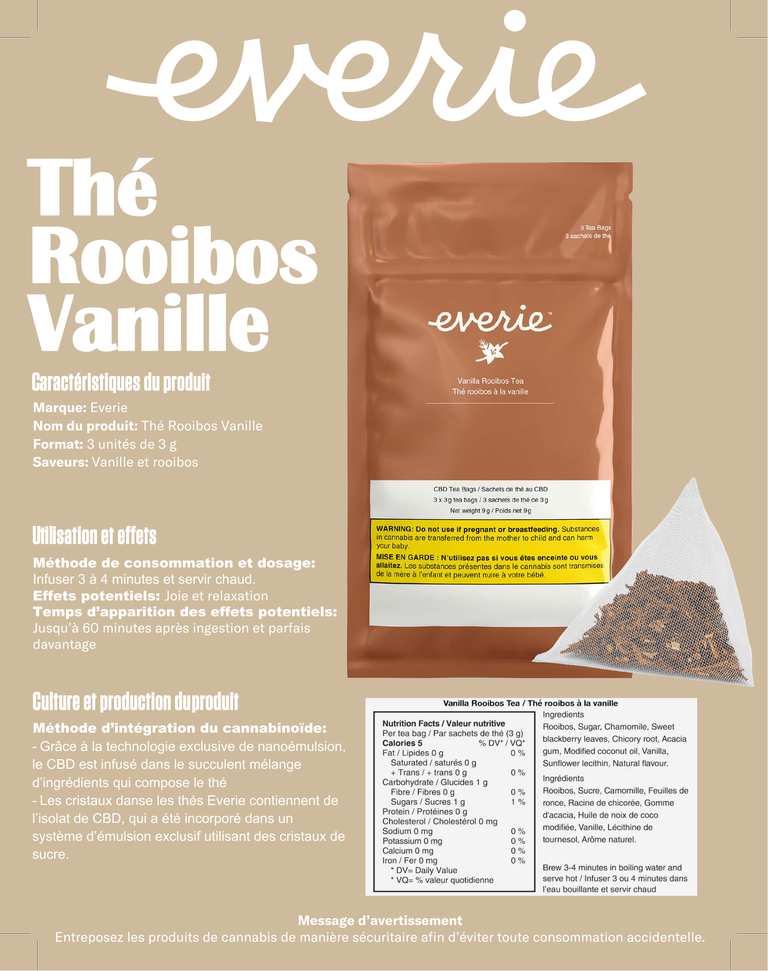 everie
Thé
Rooibos
Vanille
Caractéristiques du produit
Marque: Everie
Nom du produit: Thé Rooibos Vanille
Format: 3 unités de 3 g
Saveurs: Vanille et rooibos
Utilisation et effets
Méthode de consommation et dosage:
Infuser 3 à 4 minutes et servir chaud.
Effets potentiels: Joie et relaxation
Temps d'apparition des effets potentiels:
Jusqu'à 60 minutes après ingestion et parfais
davantage
Culture et production du produit
Méthode d'intégration du cannabinoïde:
- Grâce à la technologie exclusive de nanoémulsion,
le CBD est infusé dans le succulent mélange
d'ingrédients qui compose le thé
- Les cristaux danse les thés Everie contiennent de
l'isolat de CBD, qui a été incorporé dans un
système d'émulsion exclusif utilisant des cristaux de
sucre.
3 Tea Bags
3 sachets de thé
everie™
Vanilla Rooibos Tea
Thé rooibos à la vanille
CBD Tea Bags / Sachets de thé au CBD
3 x 3g tea bags / 3 sachets de thé de 3g
Net weight 9g / Poids net 9g
WARNING: Do not use if pregnant or breastfeeding. Substances
in cannabis are transferred from the mother to child and can harm
your baby.
MISE EN GARDE : N'utilisez pas si vous êtes enceinte ou vous
allaitez. Les substances présentes dans le cannabis sont transmises
de la mère à l'enfant et peuvent nuire à votre bébé.
Vanilla Rooibos Tea / Thé rooibos à la vanille
Nutrition Facts / Valeur nutritive
Per tea bag / Par sachets de thé (3 g)
Calories 5 % DV* / VQ*
Fat / Lipides 0 g 0 %
Saturated / saturés 0 g
+ Trans / + trans 0 g 0 %
Carbohydrate / Glucides 1 g
Fibre / Fibres 0 g 0 %
Sugars / Sucres 1 g 1 %
Protein / Protéines 0 g
Cholesterol / Cholestérol 0 mg
Sodium 0 mg 0 %
Potassium 0 mg 0 %
Calcium 0 mg 0 %
Iron / Fer 0 mg 0 %
* DV= Daily Value
* VQ= % valeur quotidienne
Ingredients
Rooibos, Sugar, Chamomile, Sweet
blackberry leaves, Chicory root, Acacia
gum, Modified coconut oil, Vanilla,
Sunflower lecithin, Natural flavour.
Ingrédients
Rooibos, Sucre, Camomille, Feuilles de
ronce, Racine de chicorée, Gomme
d'acacia, Huile de noix de coco
modifiée, Vanille, Lécithine de
tournesol, Arôme naturel.
Brew 3-4 minutes in boiling water and
serve hot / Infuser 3 ou 4 minutes dans
l'eau bouillante et servir chaud
Message d'avertissement
Entreposez les produits de cannabis de manière sécuritaire afin d'éviter toute consommation accidentelle.